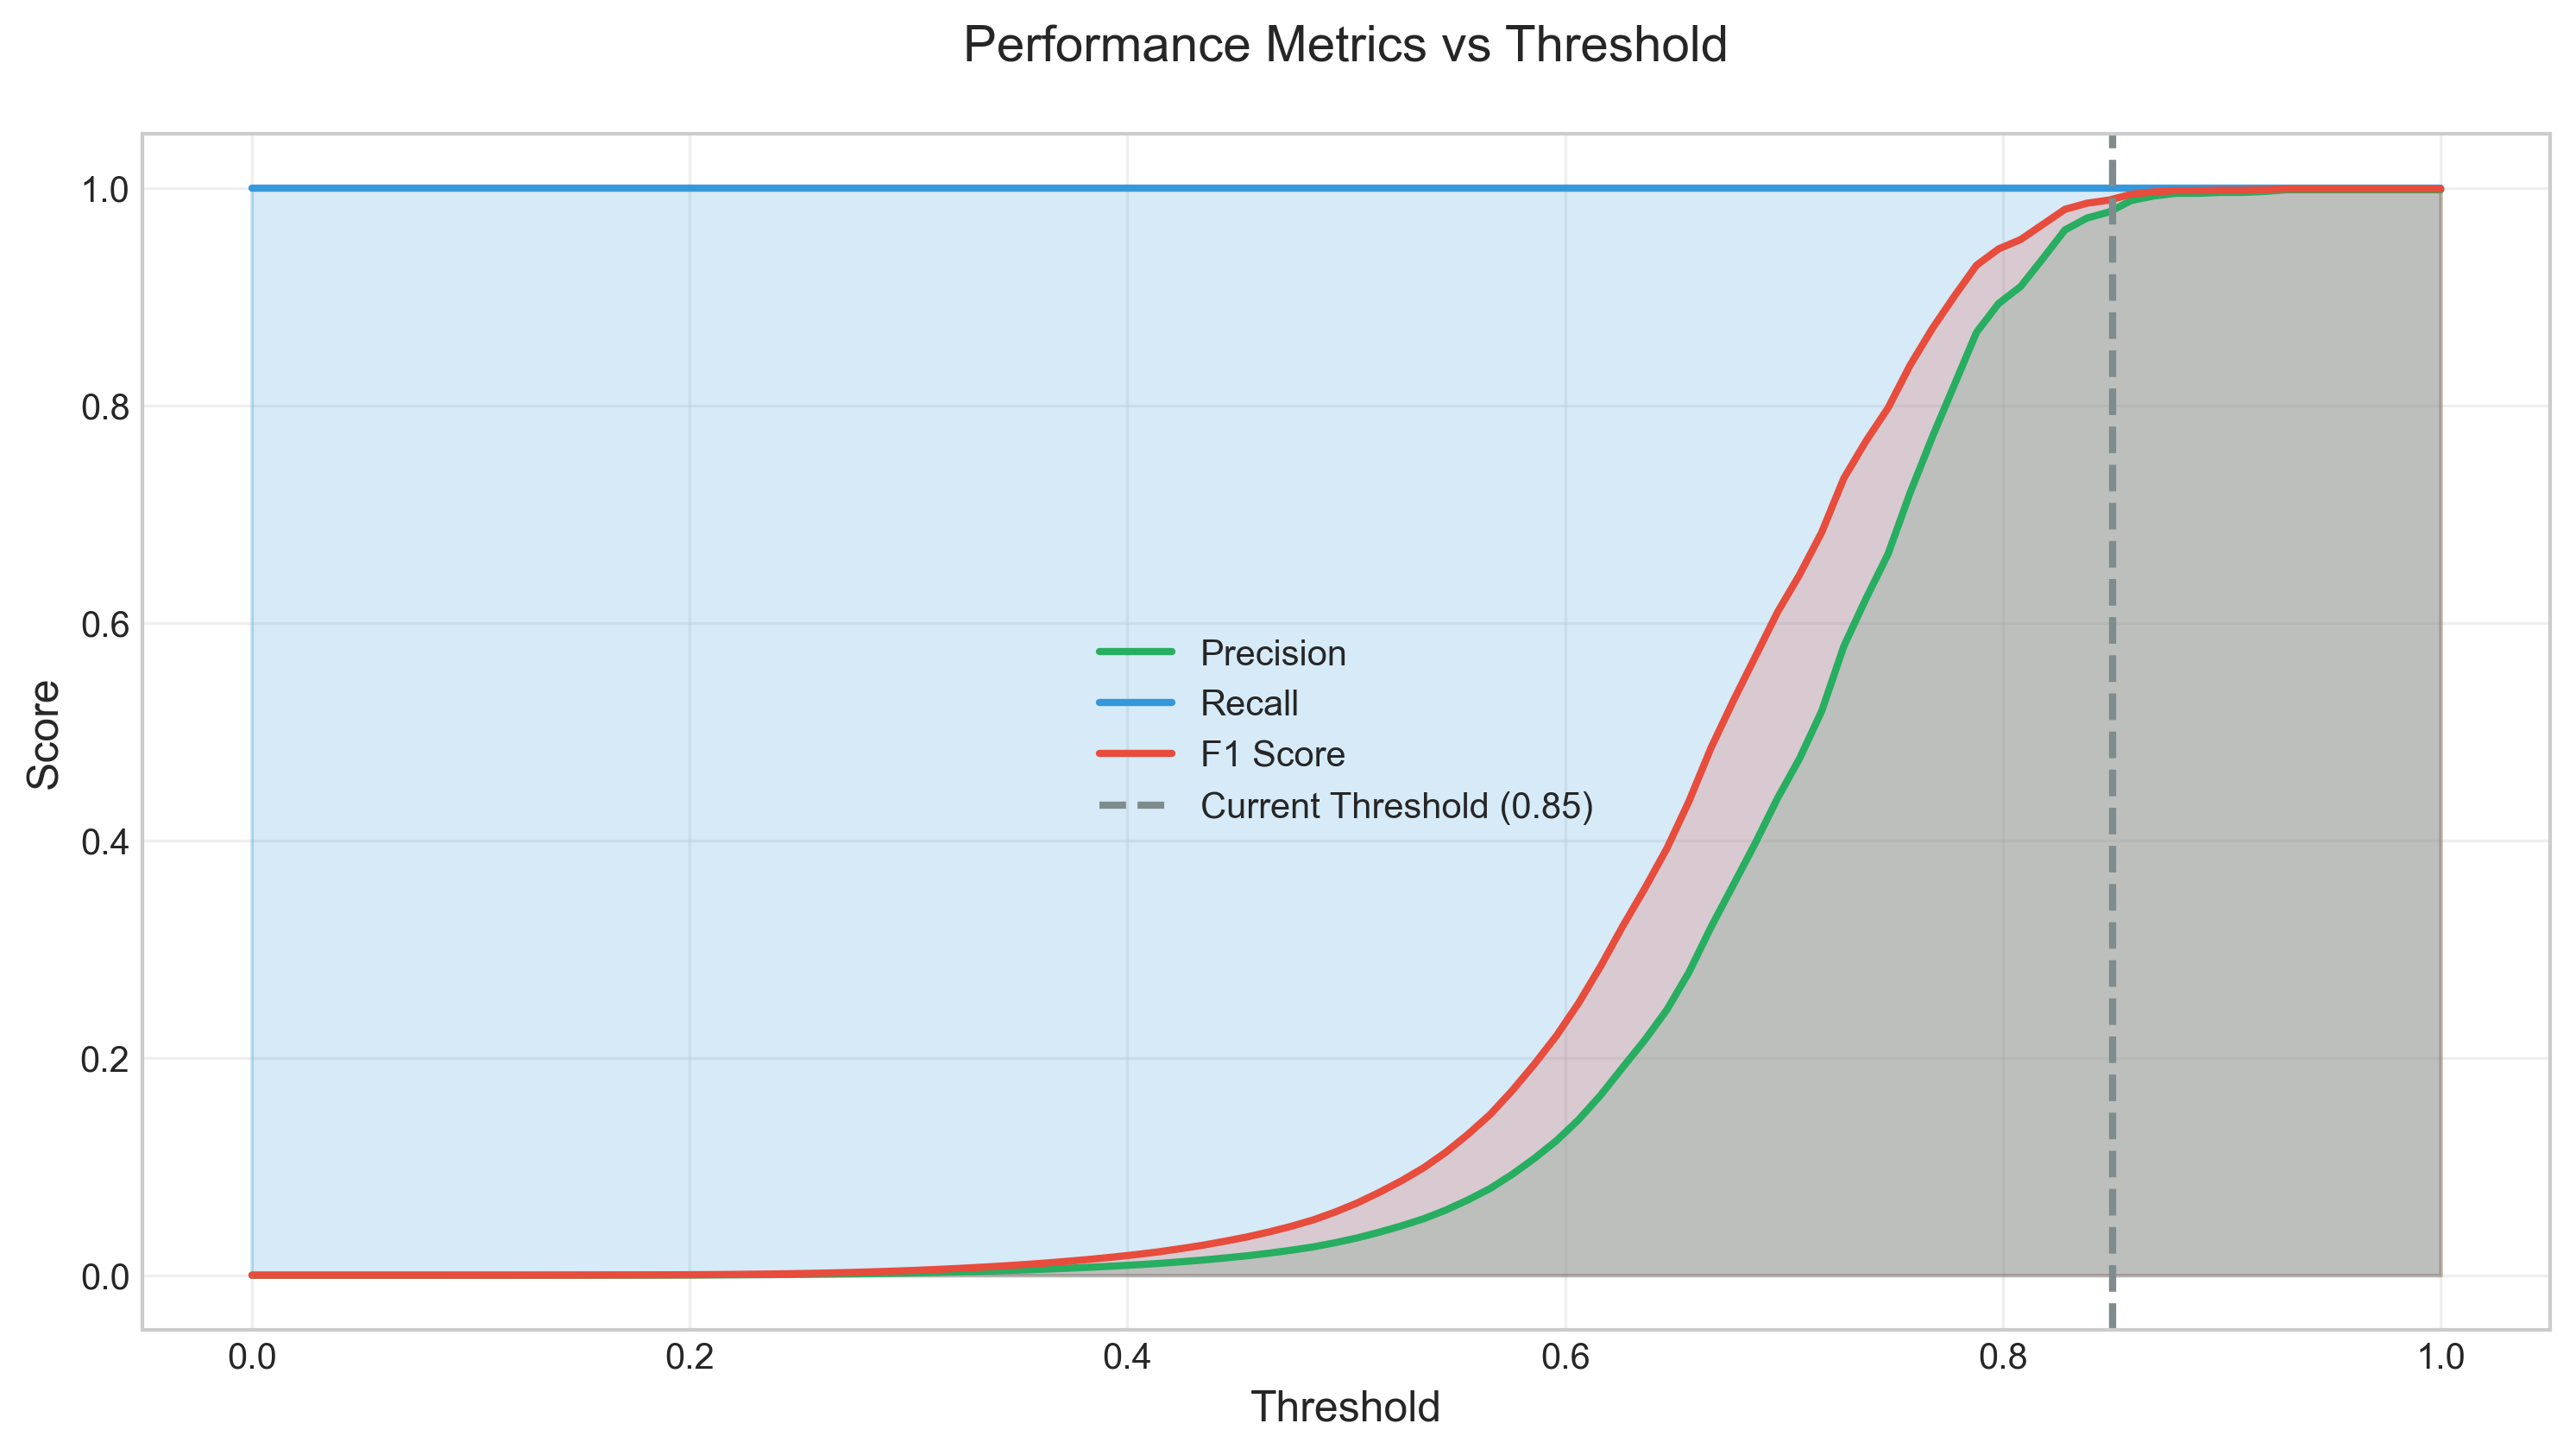 Performance Metrics vs Threshold
1.0
0.8
0.6
0.4
0.2
0.0
Score
Precision
Recall
F1 Score
Current Threshold (0.85)
0.0 0.2 0.4 0.6 0.8 1.0
Threshold